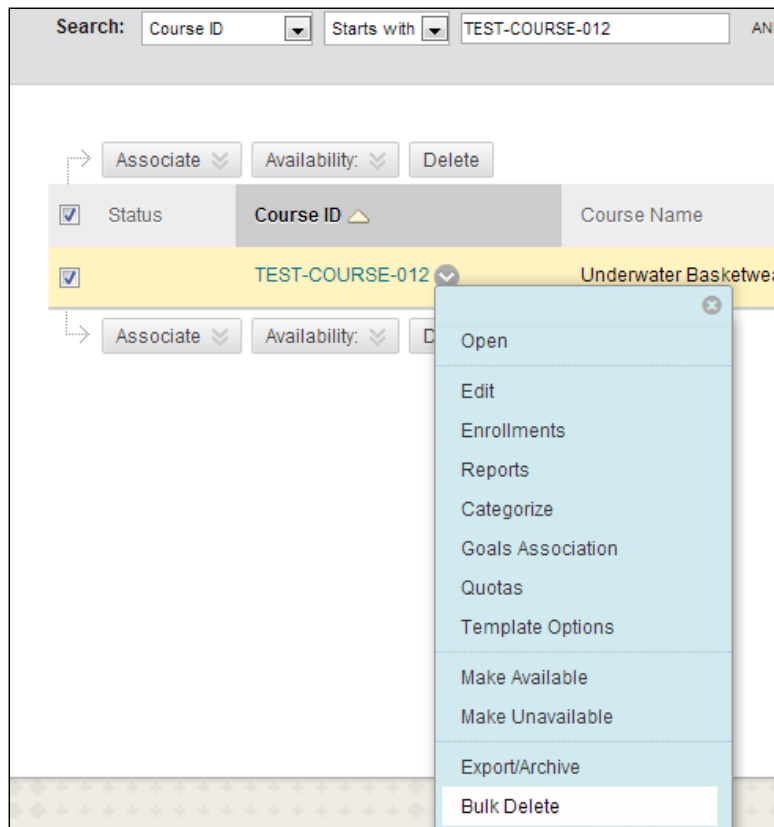 Search: Course ID Starts with TEST-COURSE-012
Associate Availability: Delete
Status Course ID Course Name
TEST-COURSE-012 Underwater
Associate Availability:
Open
Edit
Enrollments
Reports
Categorize
Goals Association
Quotas
Template Options
Make Available
Make Unavailable
Export/Archive
Bulk Delete